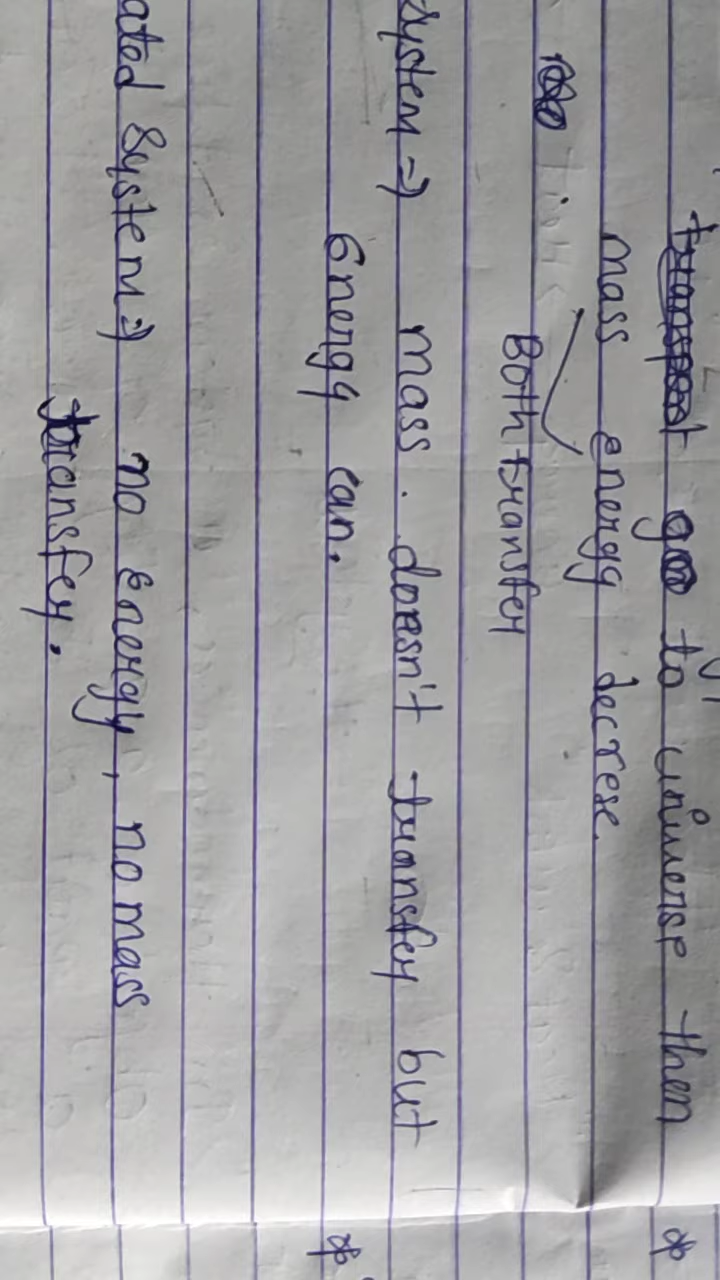 go to universe then
mass energy decrese.
Both transfer
system ⇒ mass. doesn't transfer but
Energy can.
ated system ⇒ no energy, no mass
transfer.